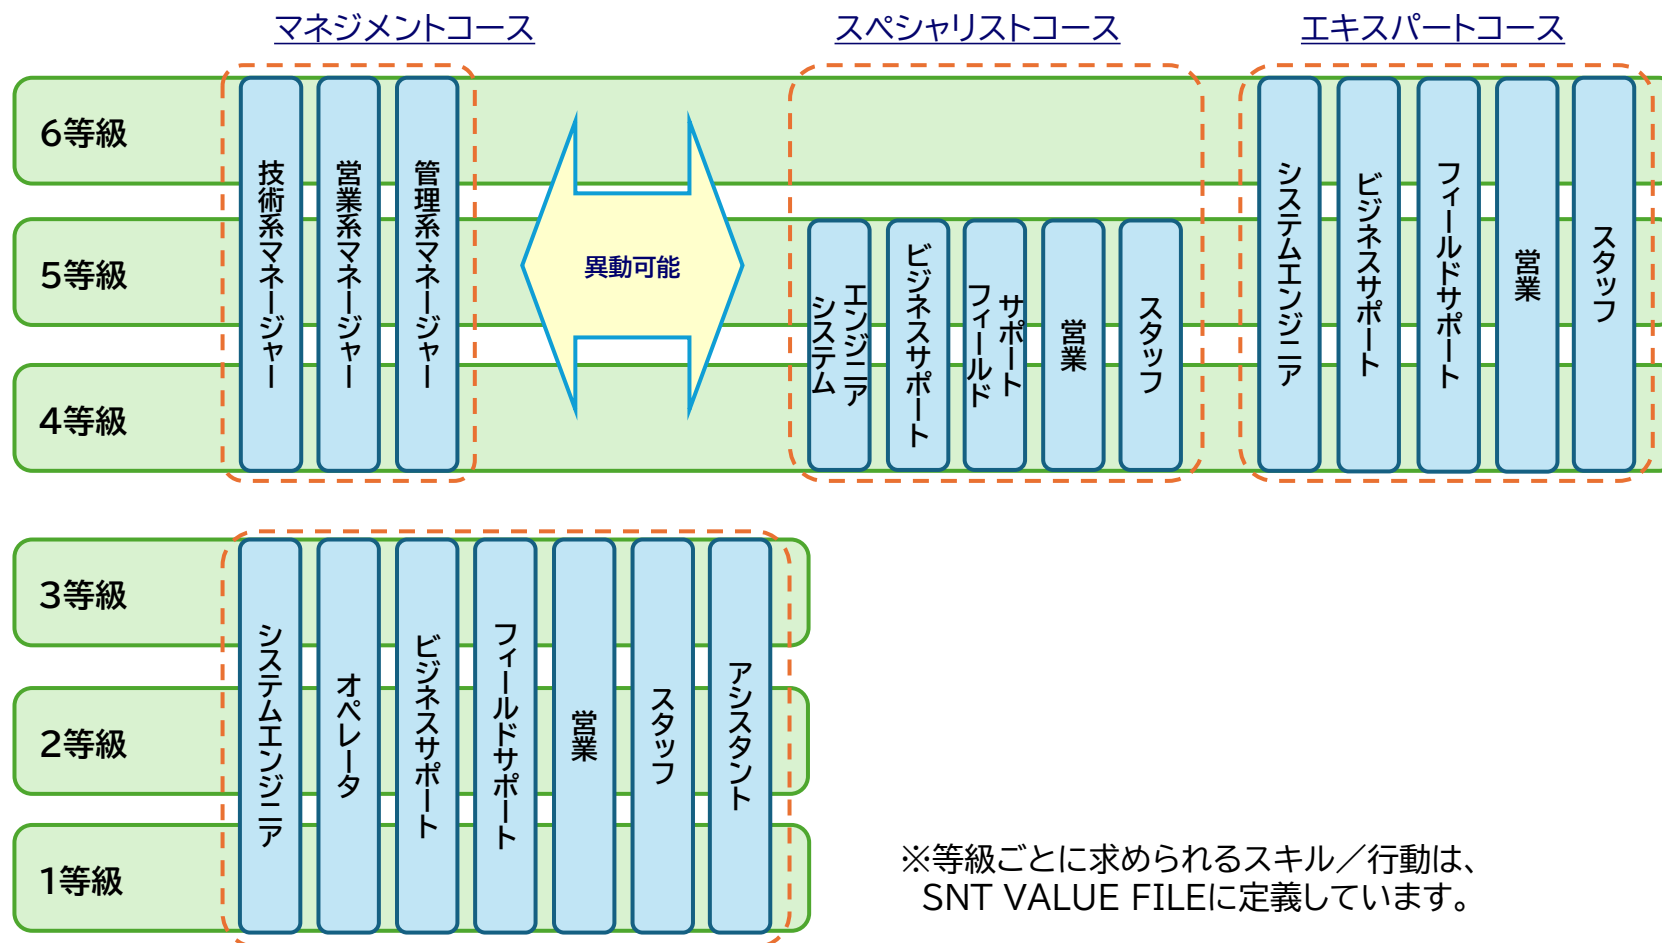 マネジメントコース
スペシャリストコース
エキスパートコース
6等級
5等級
4等級
技術系マネージャー
営業系マネージャー
管理系マネージャー
異動可能
システム
エンジニア
ビジネスサポート
フィールド
サポート
営業
スタッフ
システムエンジニア
ビジネスサポート
フィールドサポート
営業
スタッフ
3等級
2等級
1等級
システムエンジニア
オペレータ
ビジネスサポート
フィールドサポート
営業
スタッフ
アシスタント
※等級ごとに求められるスキル／行動は、
SNT VALUE FILEに定義しています。